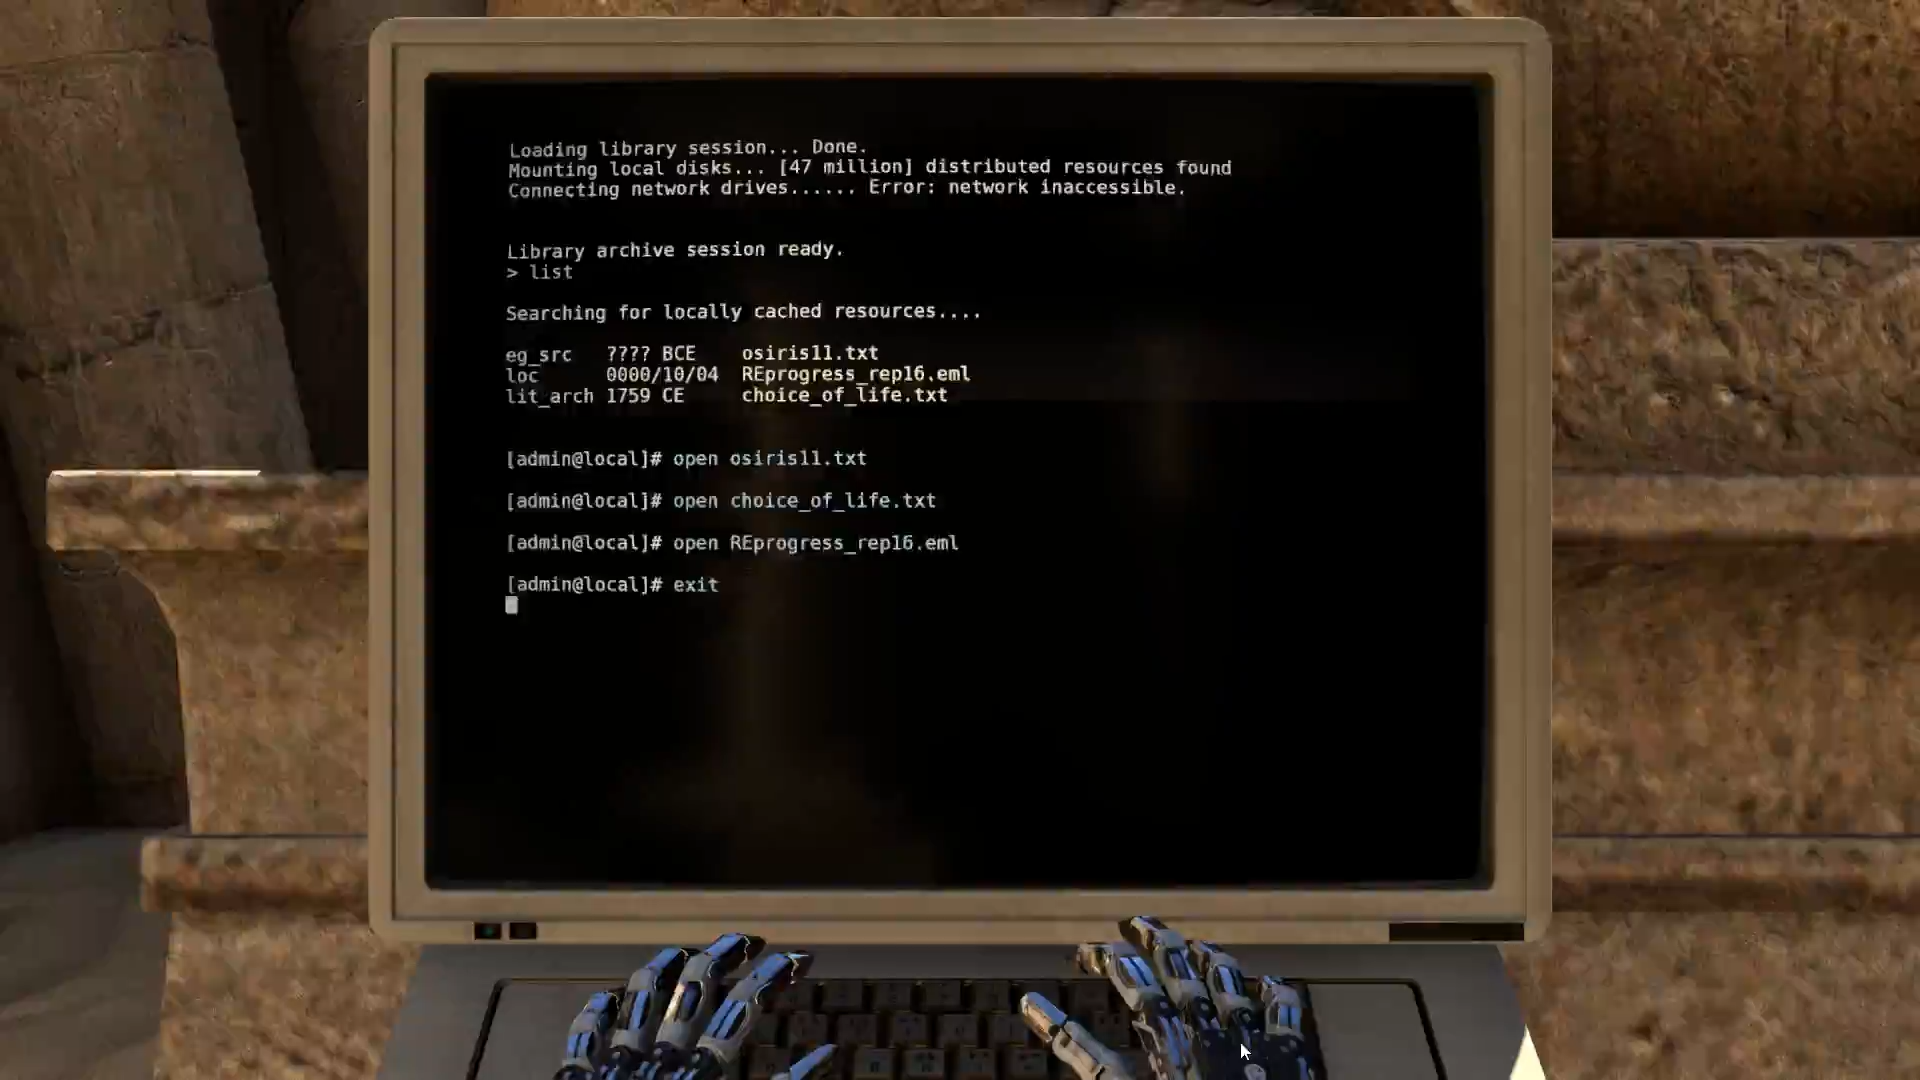 Loading library session... Done.
Mounting local disks... [47 million] distributed resources found
Connecting network drives...... Error: network inaccessible.
Library archive session ready.
> list
Searching for locally cached resources....
eg_src ???? BCE osiris11.txt
loc 0000/10/04 REprogress_rep16.eml
lit_arch 1759 CE choice_of_life.txt
[admin@local]# open osiris11.txt
[admin@local]# open choice_of_life.txt
[admin@local]# open REprogress_rep16.eml
[admin@local]# exit